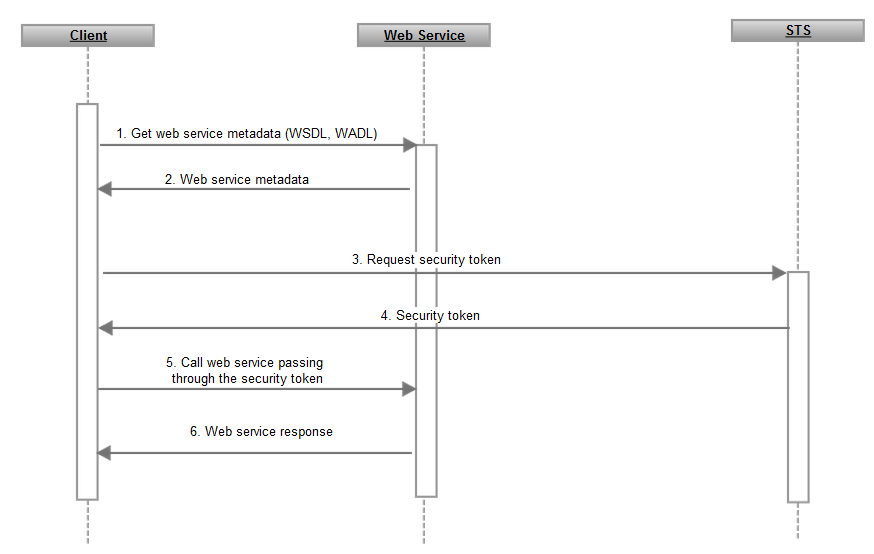 Client
Web Service
STS
1. Get web service metadata (WSDL, WADL)
2. Web service metadata
3. Request security token
4. Security token
5. Call web service passing
through the security token
6. Web service response